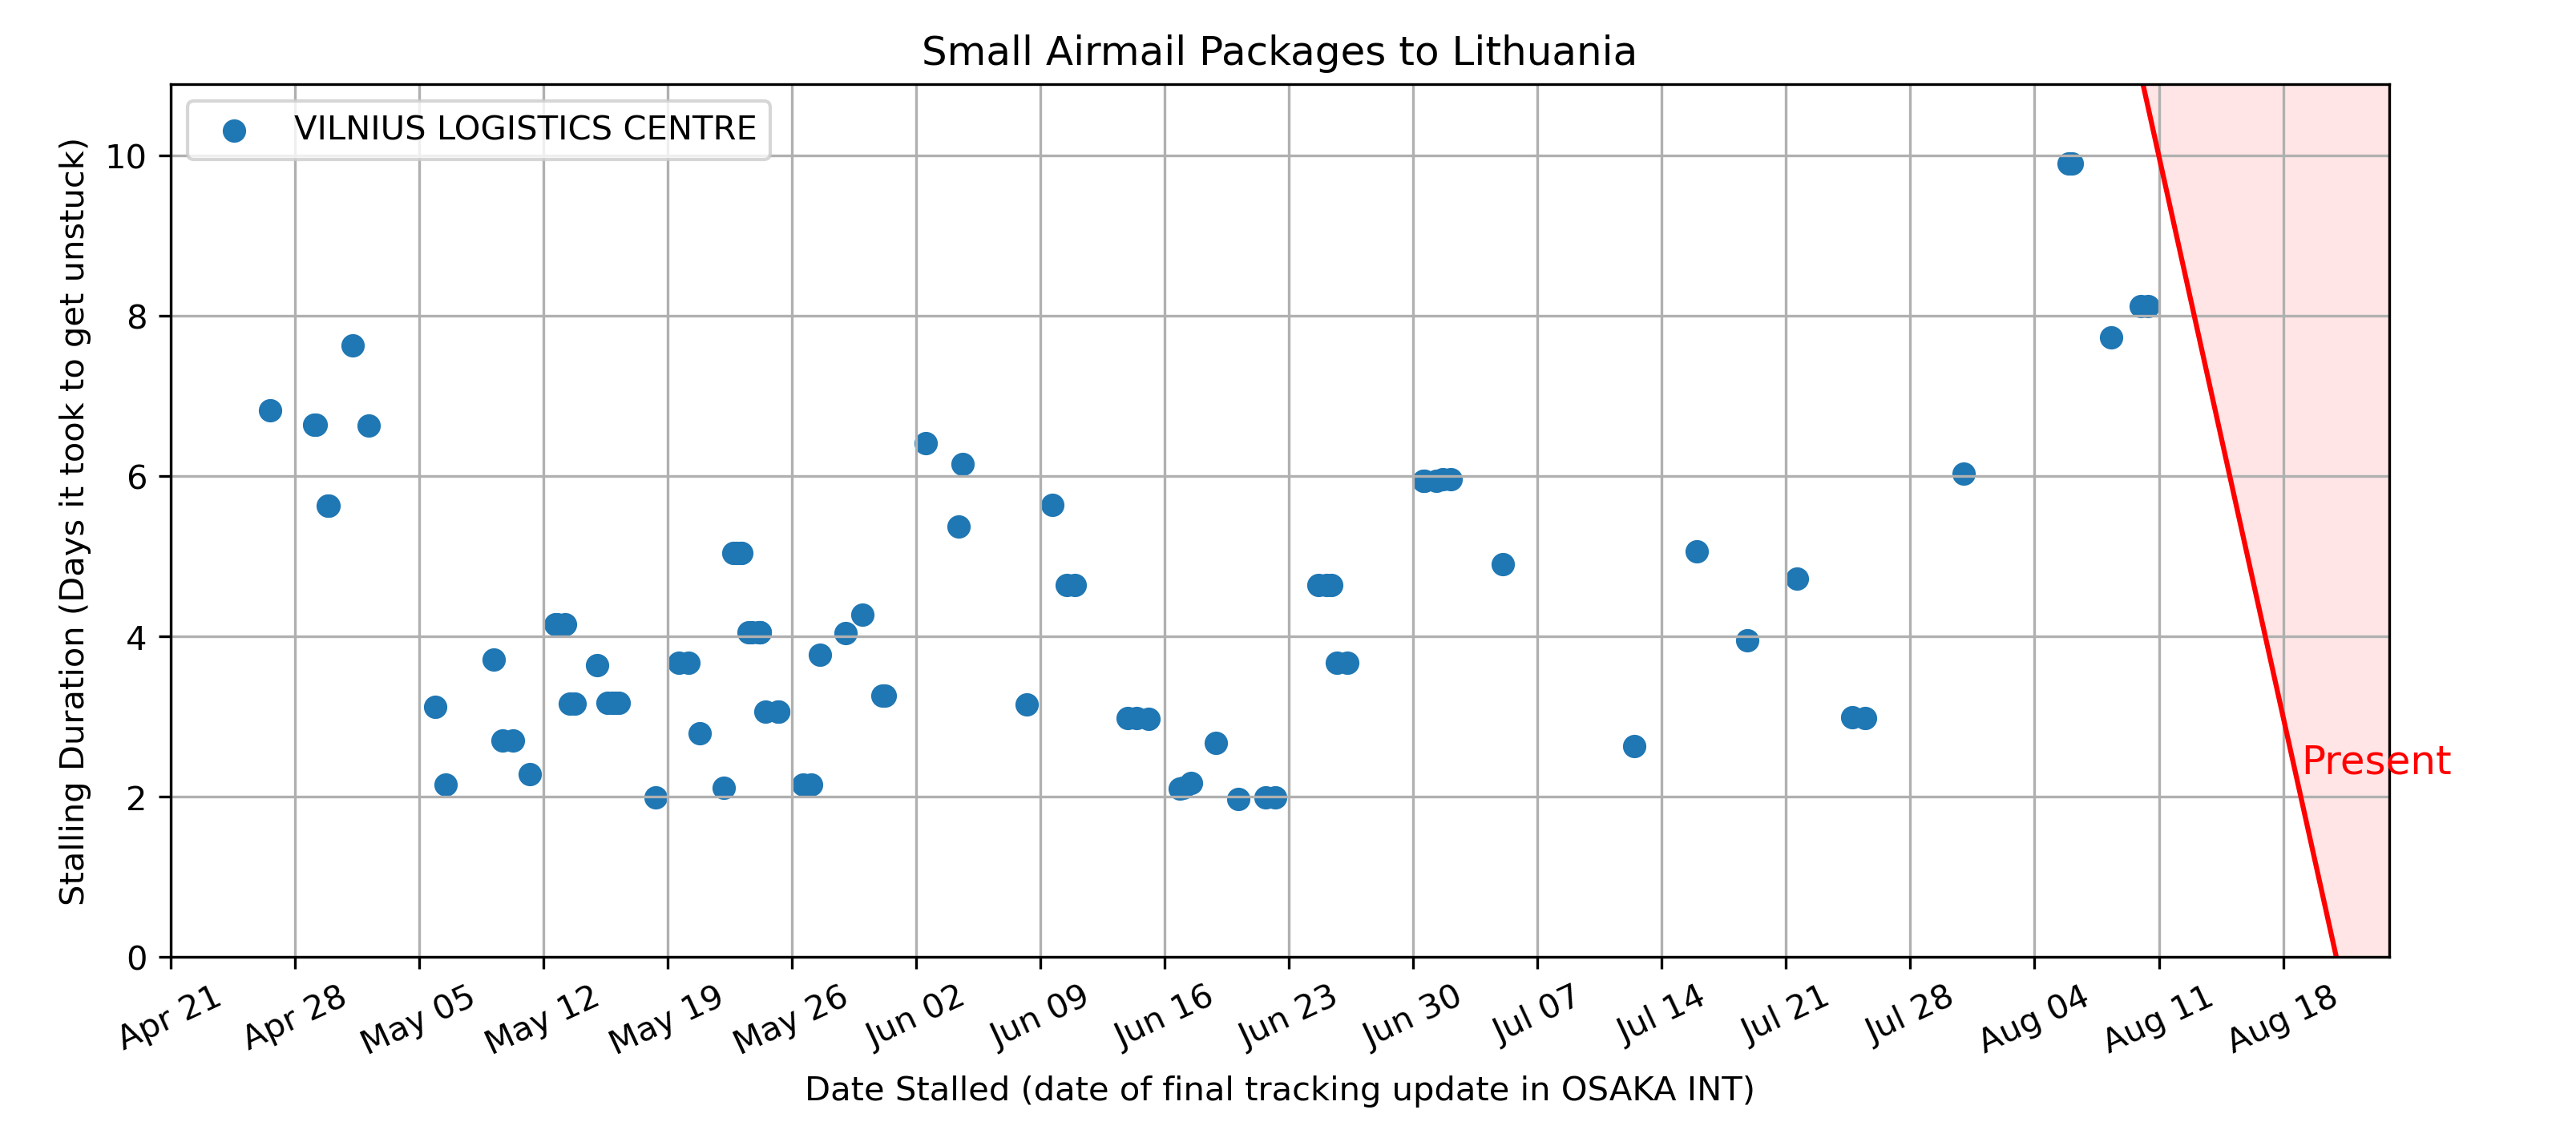 Small Airmail Packages to Lithuania
VILNIUS LOGISTICS CENTRE
Stalling Duration (Days it took to get unstuck)
10
8
6
4
2
0
Present
Apr 21
Apr 28
May 05
May 12
May 19
May 26
Jun 02
Jun 09
Jun 16
Jun 23
Jun 30
Jul 07
Jul 14
Jul 21
Jul 28
Aug 04
Aug 11
Aug 18
Date Stalled (date of final tracking update in OSAKA INT)